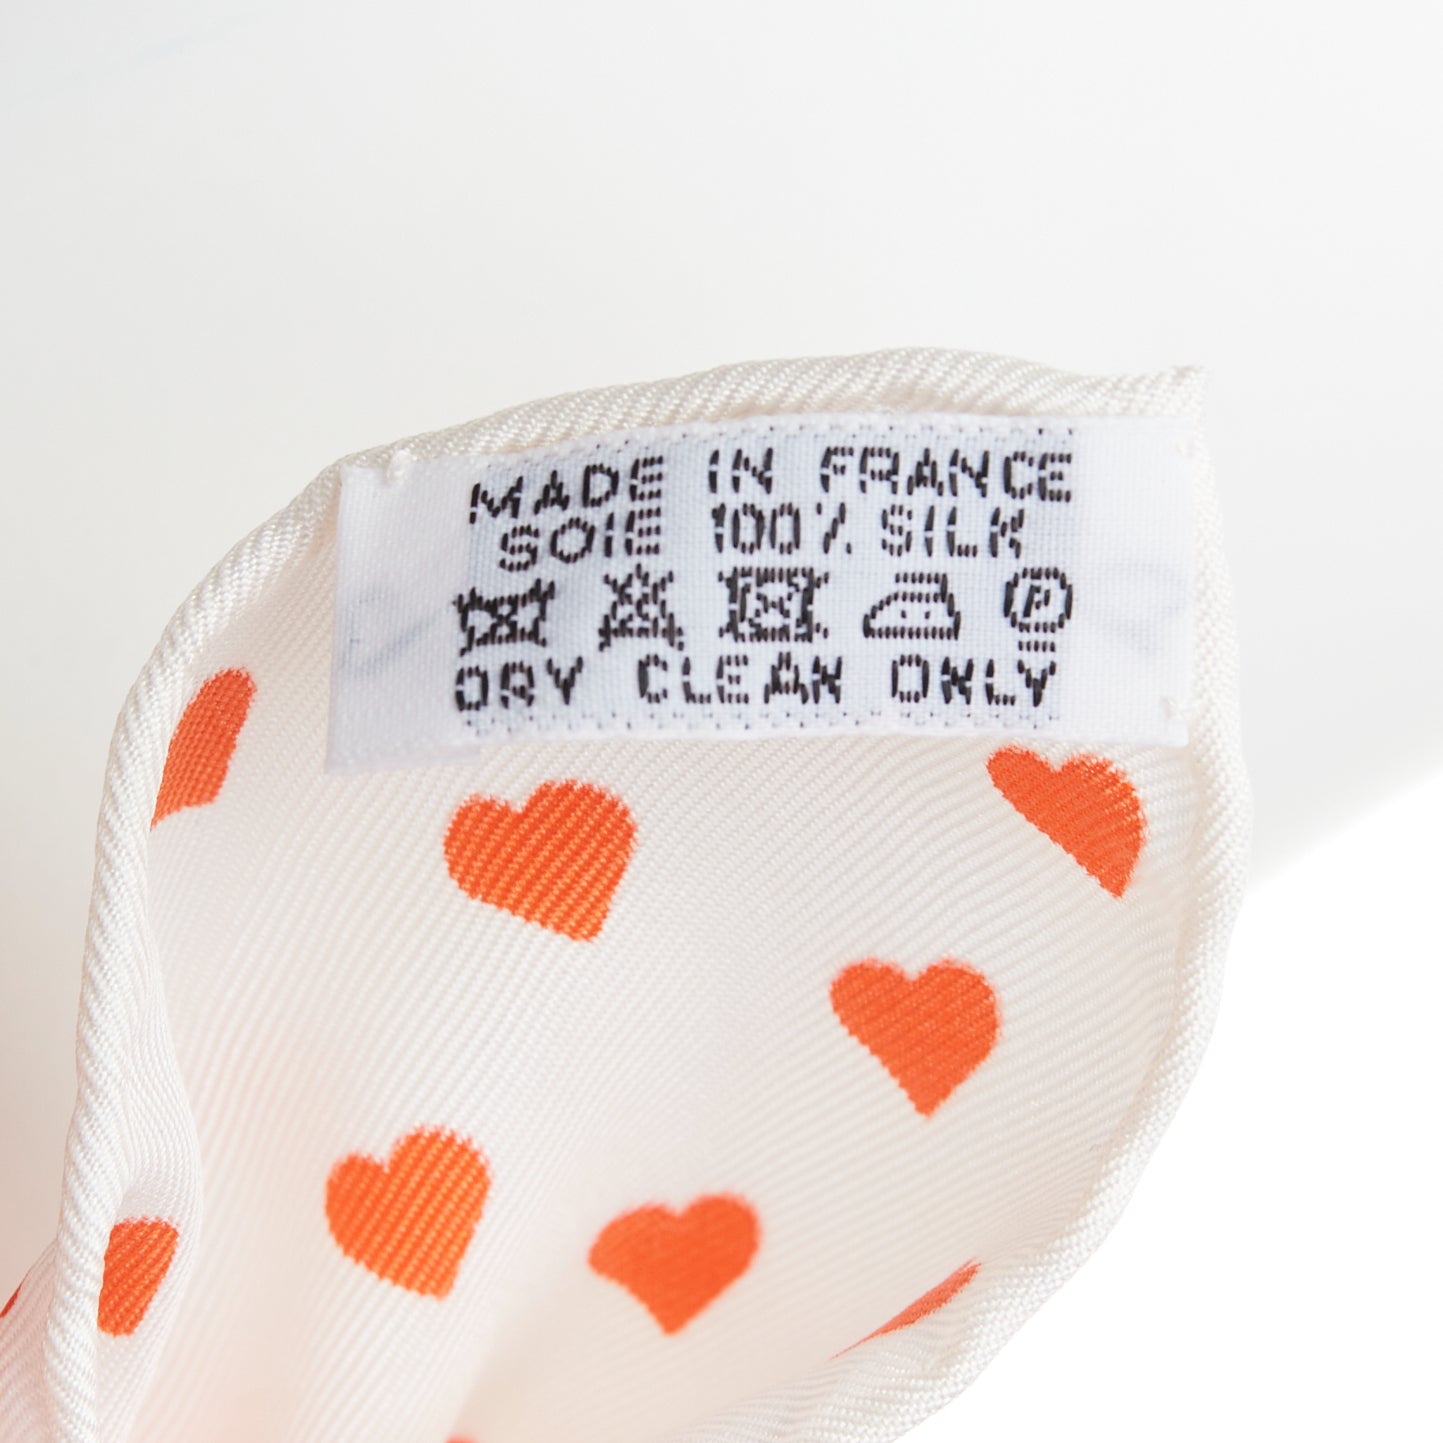 MADE IN FRANCE
SOIE 100% SILK
P
DRY CLEAN ONLY